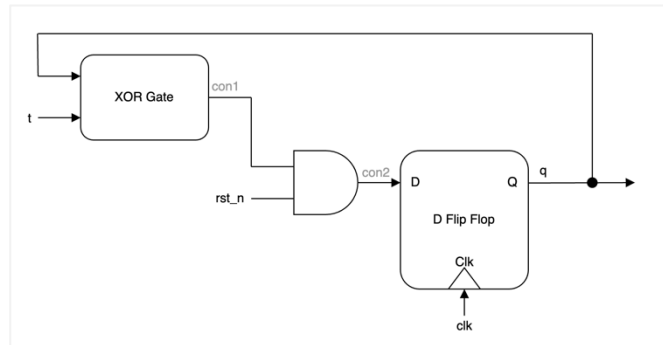 XOR Gate
con1
t
con2
rst_n
D
Q
q
D Flip Flop
Clk
clk